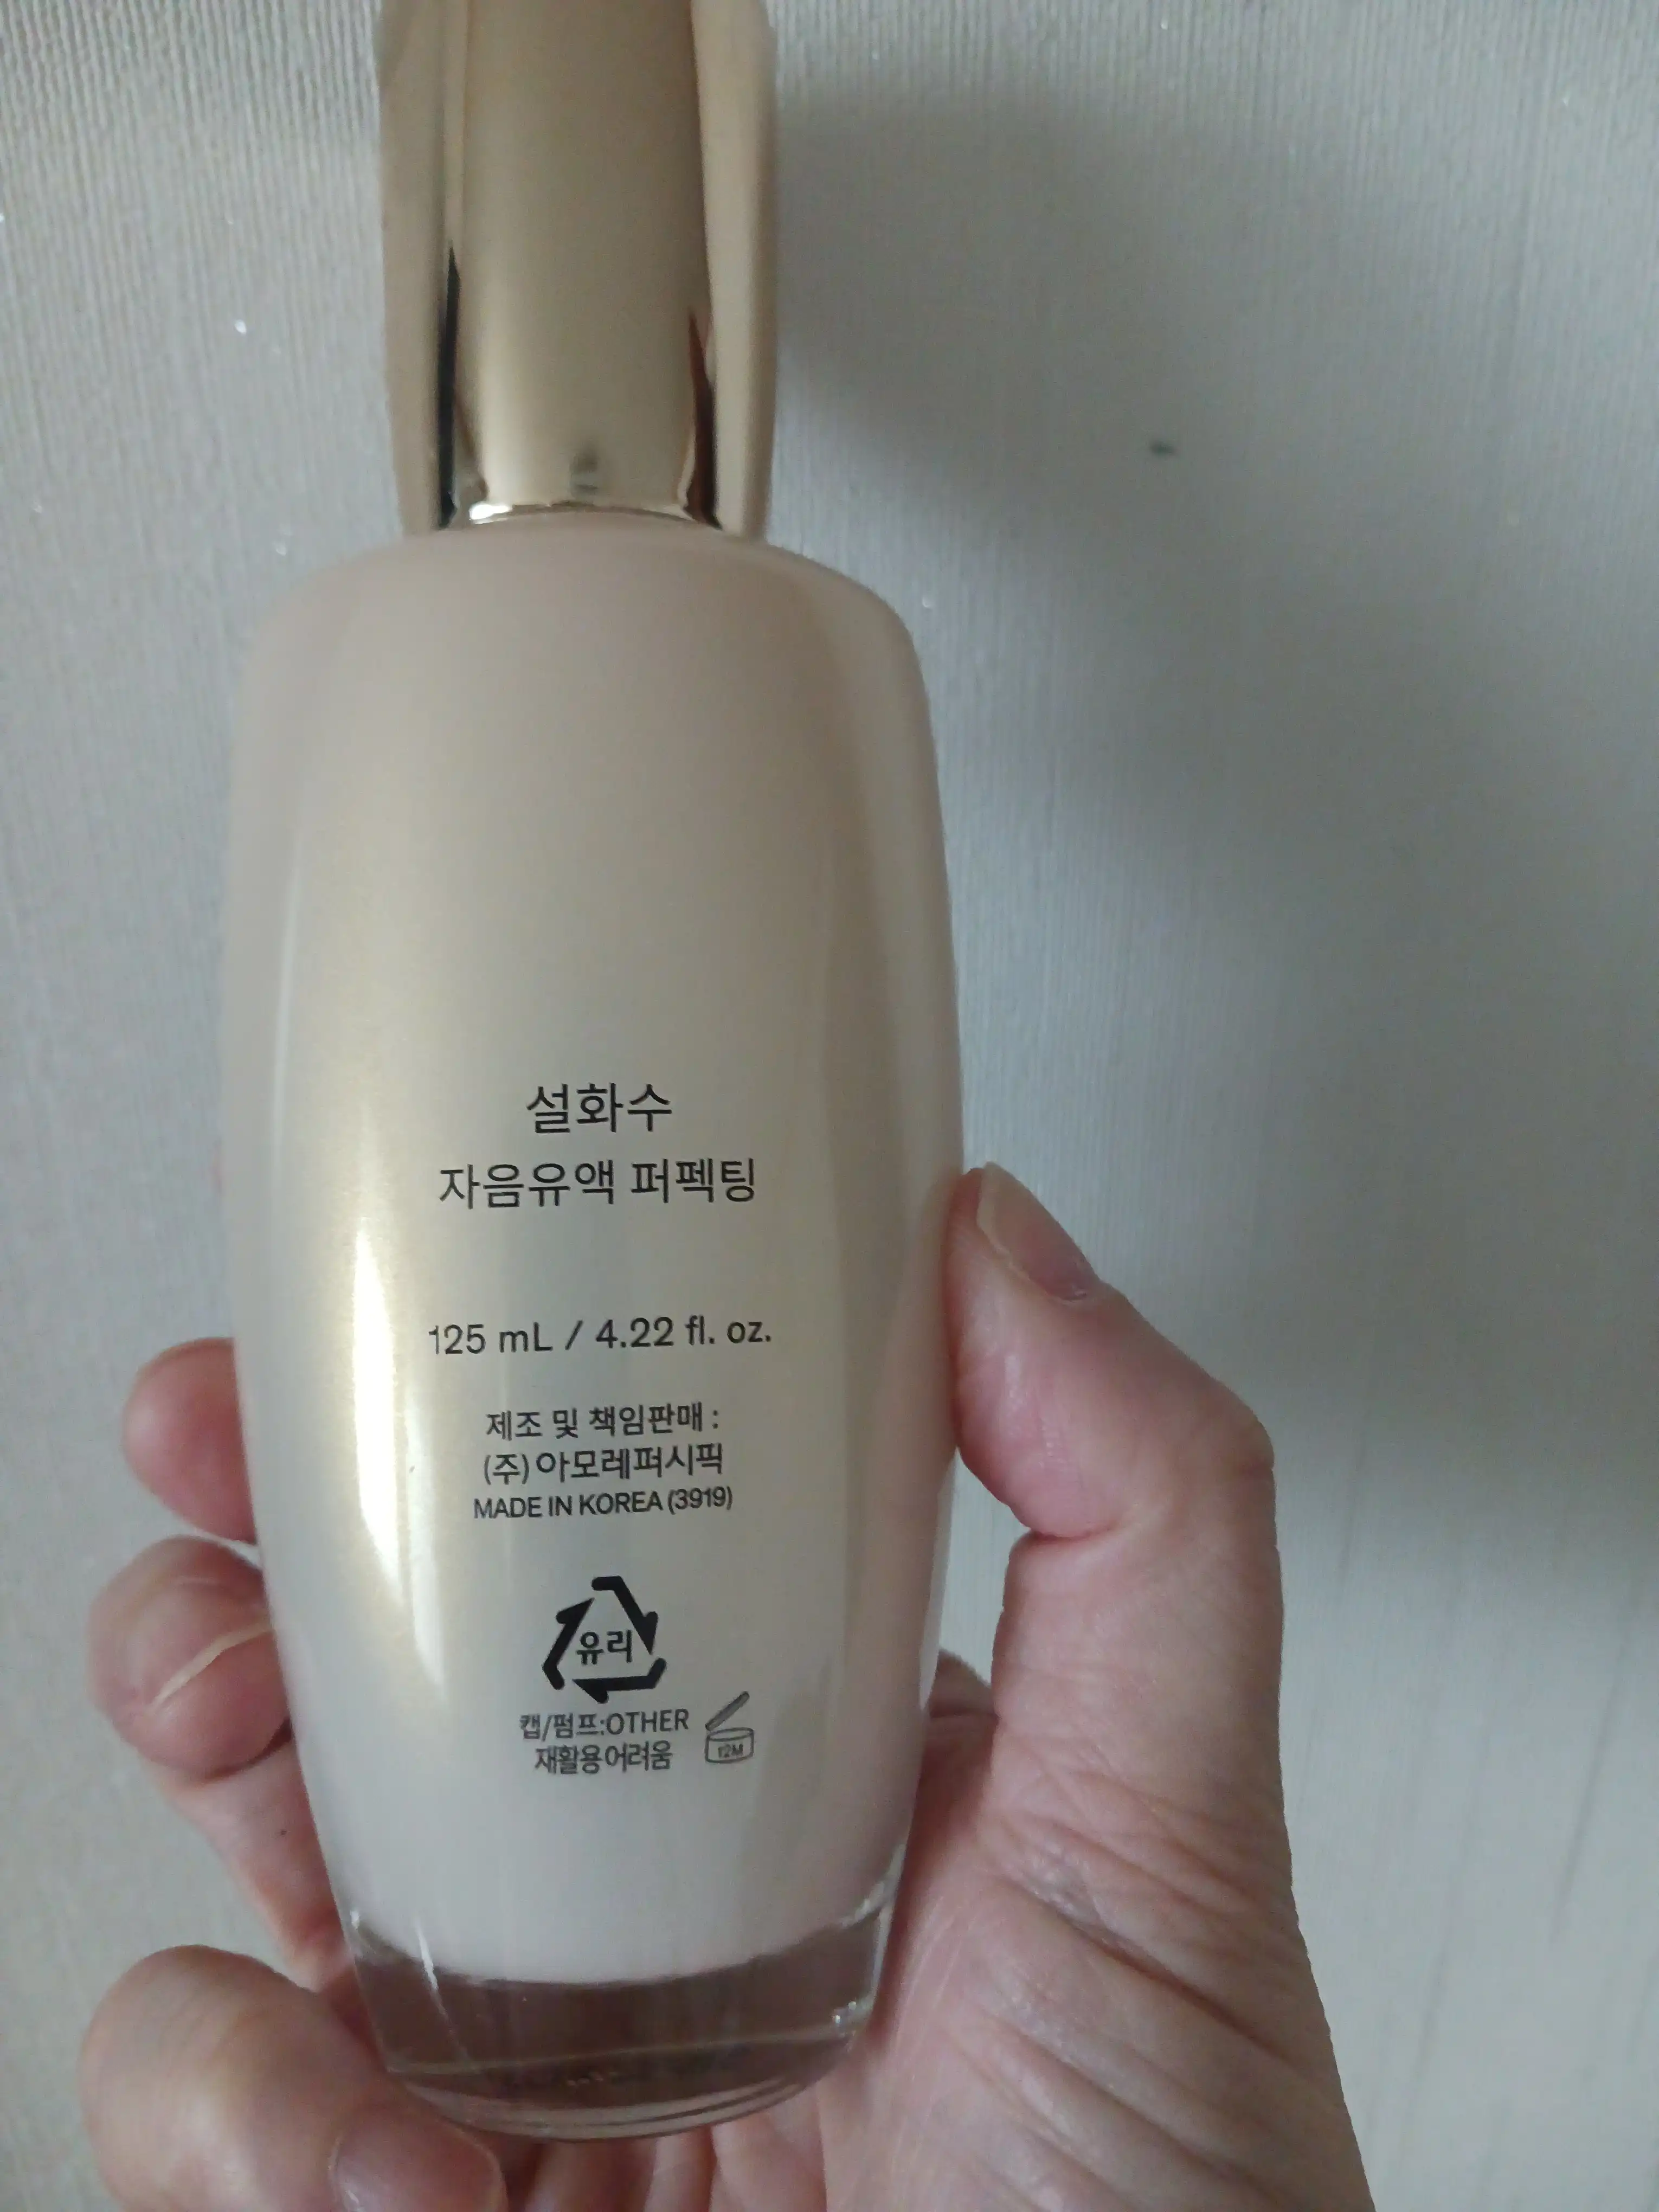 설화수
자음유액 퍼펙팅
125 mL / 4.22 fl. oz.
제조 및 책임판매 :
(주)아모레퍼시픽
MADE IN KOREA (3919)
유리
캡/펌프:OTHER
재활용어려움
12M